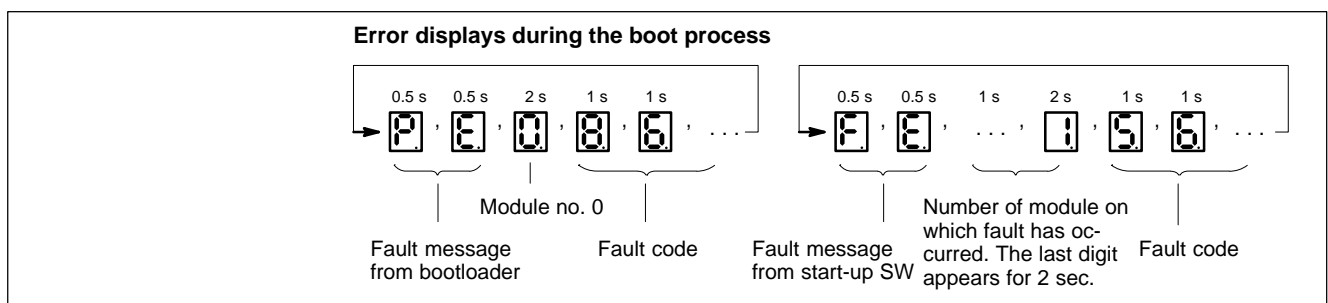 Error displays during the boot process
0.5 s 0.5 s 2 s 1 s 1 s
P. , E. , 0. , 8. , 6. , . . .
Module no. 0
Fault message
from bootloader
Fault code
0.5 s 0.5 s 1 s 2 s 1 s 1 s
F. , E. , . . . , 1. , 5. , 6. , . . .
Fault message
from start-up SW
Number of module on
which fault has oc-
curred. The last digit
appears for 2 sec.
Fault code